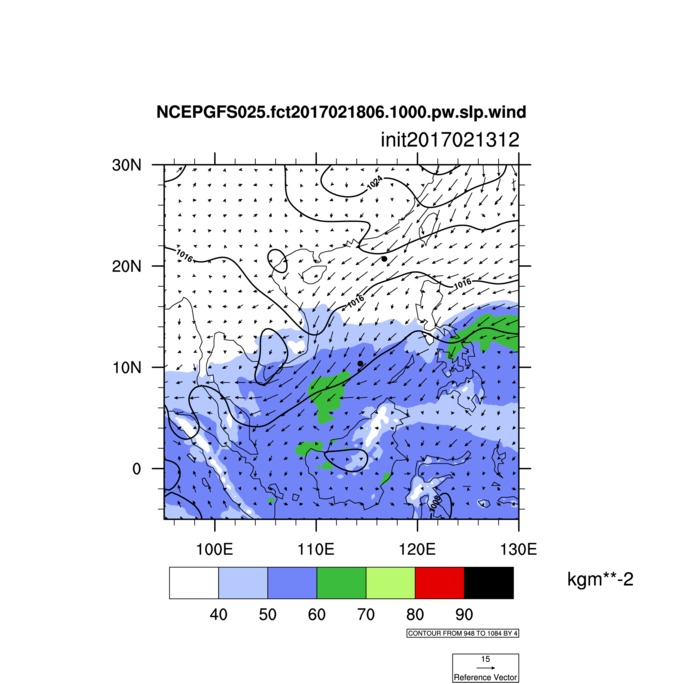 NCEPGFS025.fct2017021806.1000.pw.slp.wind
init2017021312
30N
1024
1016
20N
1016
1016
10N
0
1008
100E 110E 120E 130E
kgm**-2
40 50 60 70 80 90
CONTOUR FROM 948 TO 1084 BY 4
15
Reference Vector